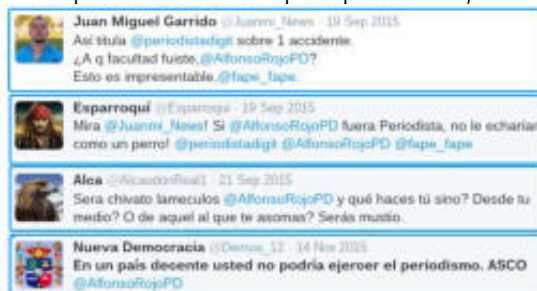 Juan Miguel Garrido @Juanmi_News · 19 Sep 2015
Así titula @periodistadigit sobre 1 accidente.
¿A q facultad fuiste,@AlfonsoRojoPD?
Esto es impresentable,@fape_fape.
Esparroquí @Esparroqui · 19 Sep 2015
Mira @Juanmi_News! Si @AlfonsoRojoPD fuera Periodista, no le echarían
como un perro! @periodistadigit @AlfonsoRojoPD @fape_fape
Alca · 21 Sep 2015
Sera chivato lameculos @AlfonsoRojoPD y qué haces tú sino? Desde tu
medio? O de aquel al que te asomas? Serás mustio.
Nueva Democracia @Demos_12 · 14 Nov 2015
En un país decente usted no podría ejercer el periodismo. ASCO
@AlfonsoRojoPD